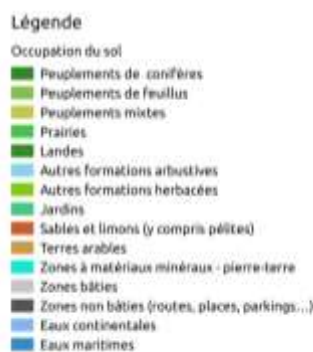 Légende
Occupation du sol
Peuplements de conifères
Peuplements de feuillus
Peuplements mixtes
Prairies
Landes
Autres formations arbustives
Autres formations herbacées
Jardins
Sables et limons (y compris pélites)
Terres arables
Zones à matériaux minéraux - pierre-terre
Zones bâties
Zones non bâties (routes, places, parkings...)
Eaux continentales
Eaux maritimes